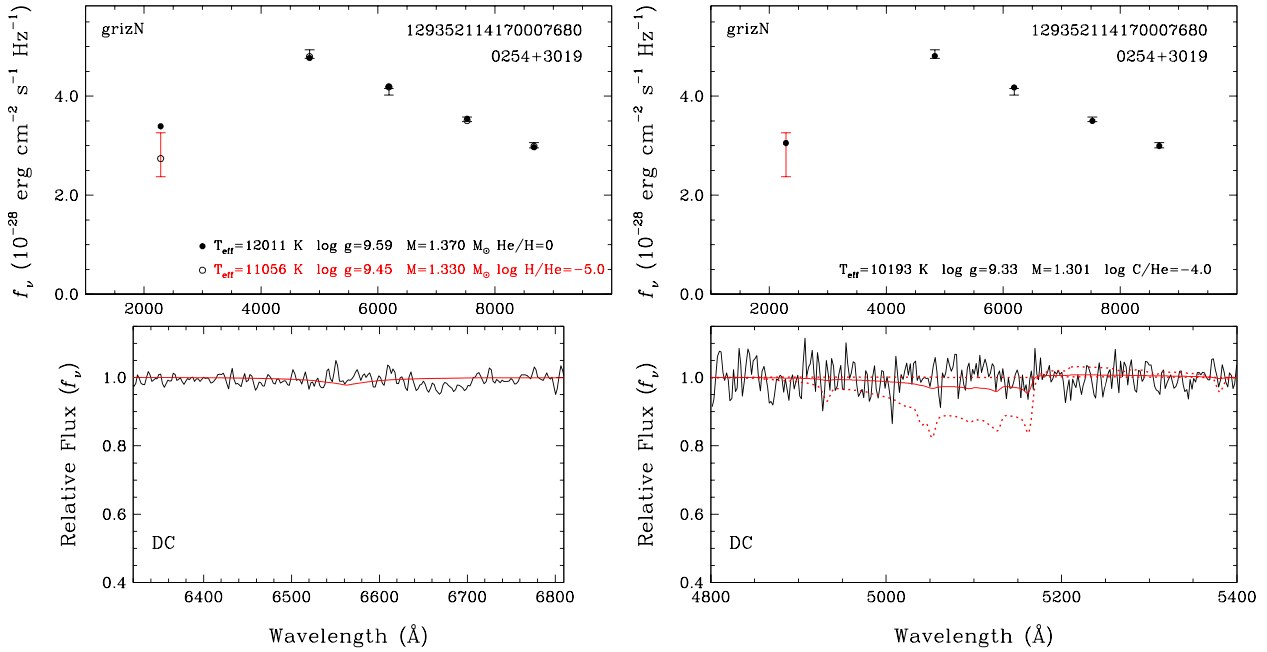 grizN
129352114170007680
0254+3019
f_ν (10⁻²⁸ erg cm⁻² s⁻¹ Hz⁻¹)
4.0
2.0
0.0
T_eff=12011 K log g=9.59 M=1.370 M_⊙ He/H=0
T_eff=11056 K log g=9.45 M=1.330 M_⊙ log H/He=−5.0
2000 4000 6000 8000
Relative Flux (f_ν)
1.0
0.8
0.6
0.4
DC
6400 6500 6600 6700 6800
Wavelength (Å)
grizN
129352114170007680
0254+3019
f_ν (10⁻²⁸ erg cm⁻² s⁻¹ Hz⁻¹)
4.0
2.0
0.0
T_eff=10193 K log g=9.33 M=1.301 log C/He=−4.0
2000 4000 6000 8000
Relative Flux (f_ν)
1.0
0.8
0.6
0.4
DC
4800 5000 5200 5400
Wavelength (Å)